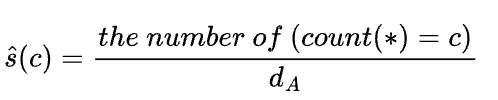 ŝ(c) = the number of (count(*) = c) / d_A